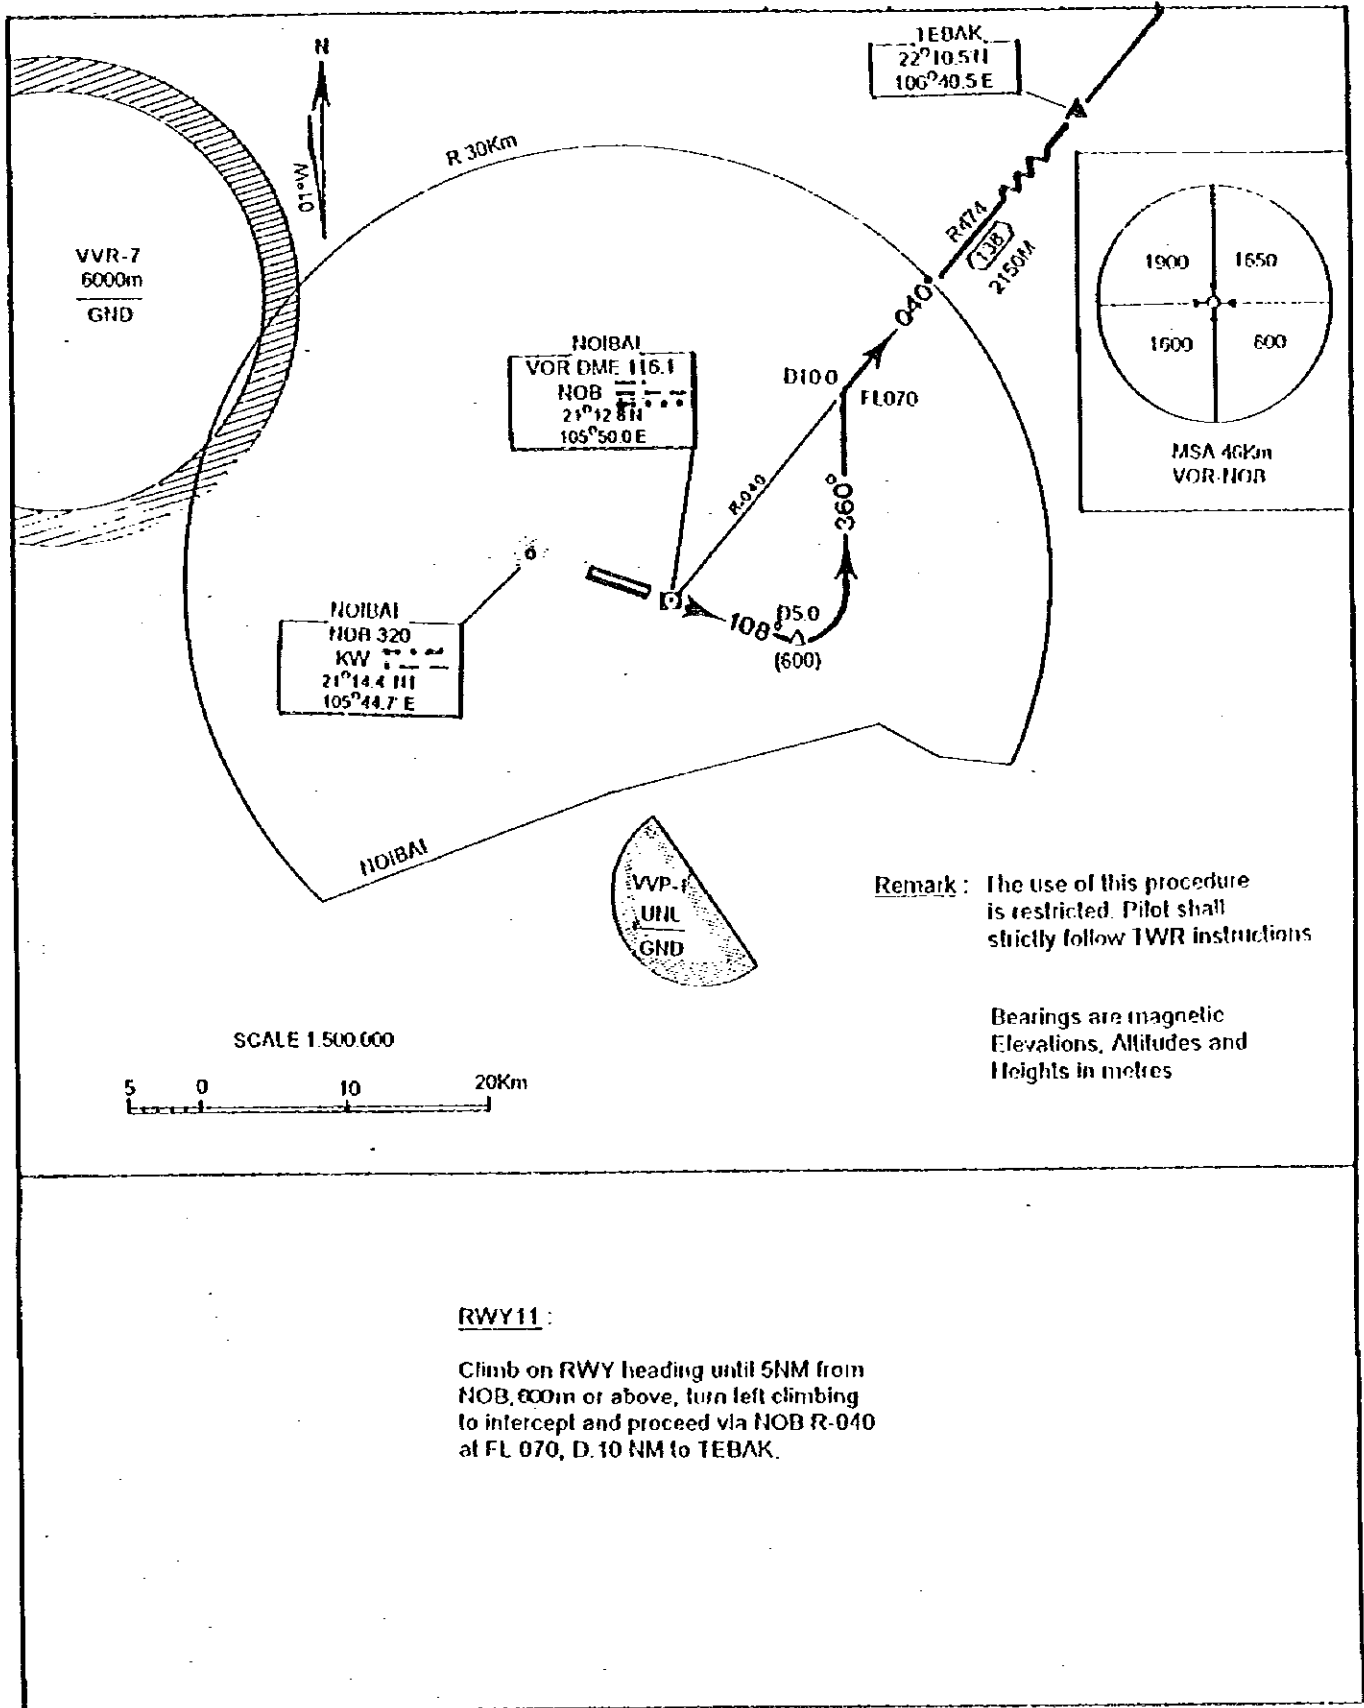 TEBAK
22°10.5'N
106°40.5 E
N
01°W
R 30Km
VVR-7
6000m
GND
R474
(138)
2150M
040°
1900
1650
1600
600
MSA 46Km
VOR-NOB
NOIBAI
VOR DME 116.1
NOB
21°12.8 N
105°50.0 E
D10.0
FL070
R-040
360°
108°
D5.0
(600)
NOIBAI
NDB 320
KW
21°14.4 N
105°44.7' E
NOIBAI
VVP-1
UNL
GND
Remark : The use of this procedure
is restricted. Pilot shall
strictly follow TWR instructions
Bearings are magnetic
Elevations, Altitudes and
Heights in metres
SCALE 1.500.000
5 0 10 20Km
RWY11 :
Climb on RWY heading until 5NM from
NOB, 600m or above, turn left climbing
to intercept and proceed via NOB R-040
at FL 070, D.10 NM to TEBAK.